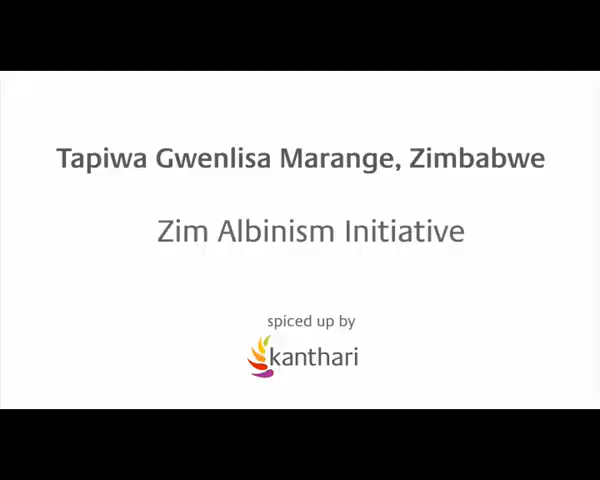 Tapiwa Gwenlisa Marange, Zimbabwe
Zim Albinism Initiative
spiced up by
kanthari